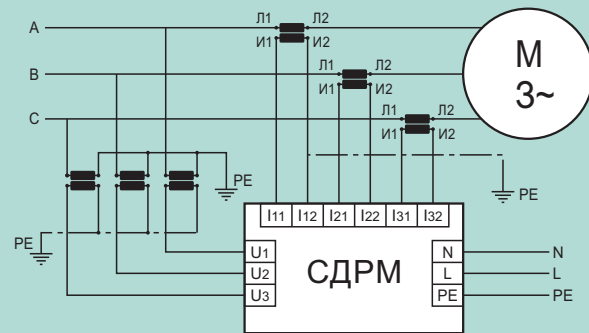 A Л1 Л2
И1 И2
B Л1 Л2
И1 И2
C Л1 Л2
И1 И2
М
3~
PE
PE
PE
I11 I12 I21 I22 I31 I32
U1 СДРМ N N
U2 L L
U3 PE PE